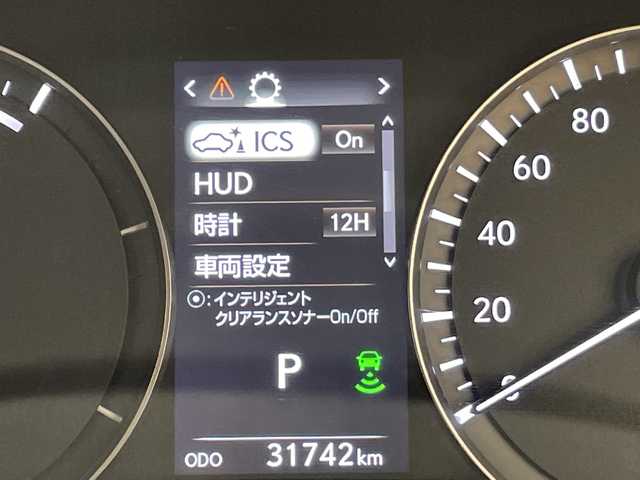 ICS On
HUD
時計 12H
車両設定
◉:インテリジェント
クリアランスソナーOn/Off
P
ODO 31742km
80
60
40
20
0